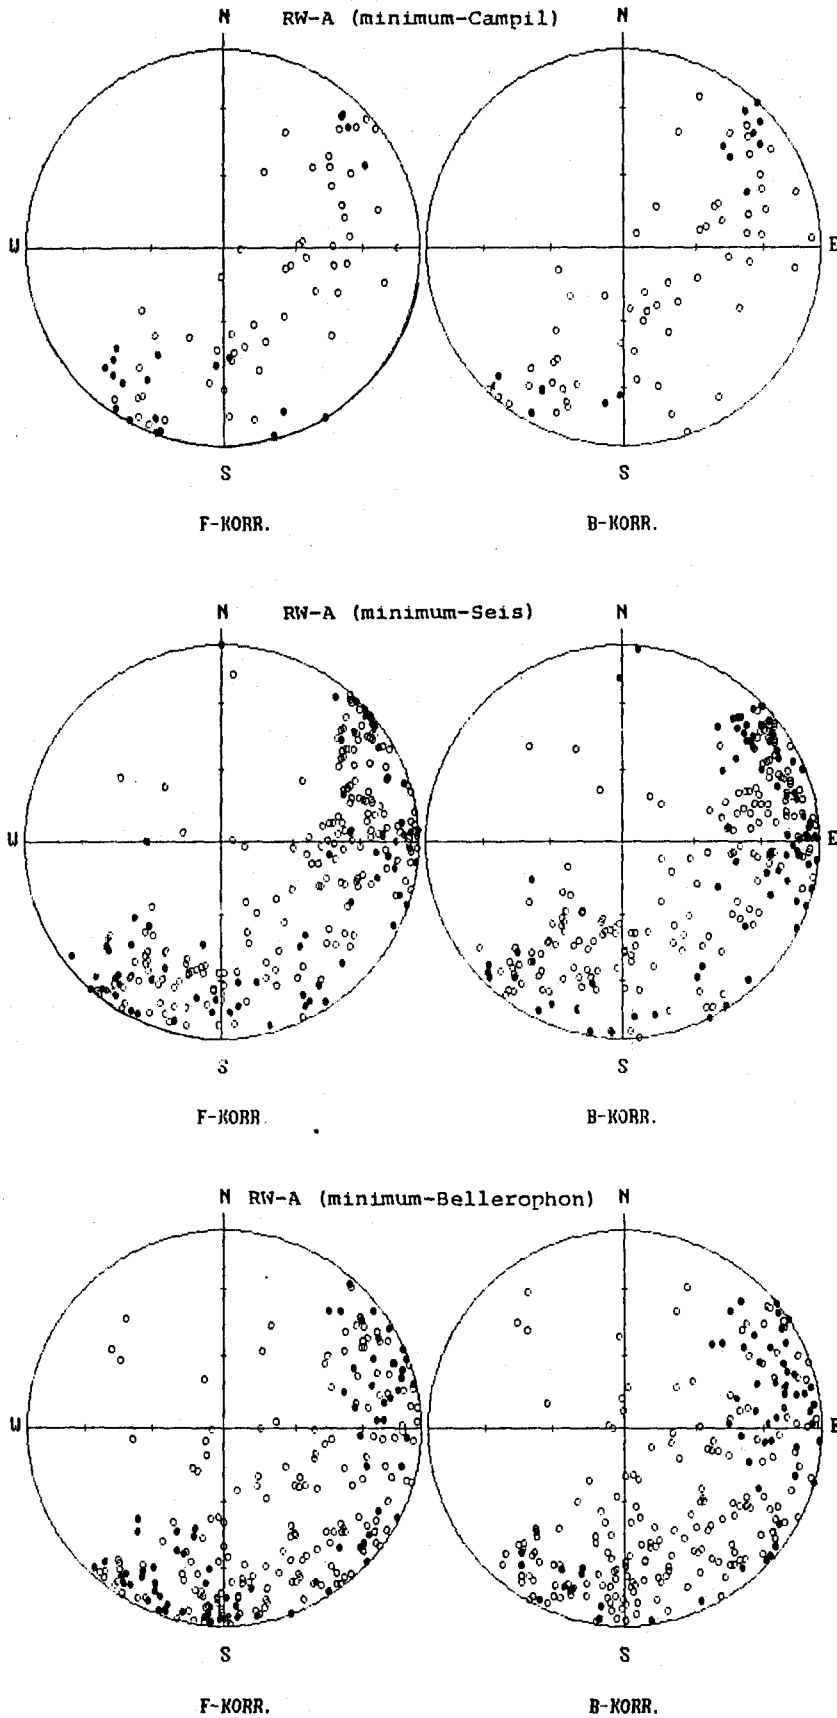 N RW-A (minimum-Campil) N
W E
S S
F-KORR. B-KORR.
N RW-A (minimum-Seis) N
W E
S S
F-KORR B-KORR.
N RW-A (minimum-Bellerophon) N
W E
S S
F-KORR. B-KORR.